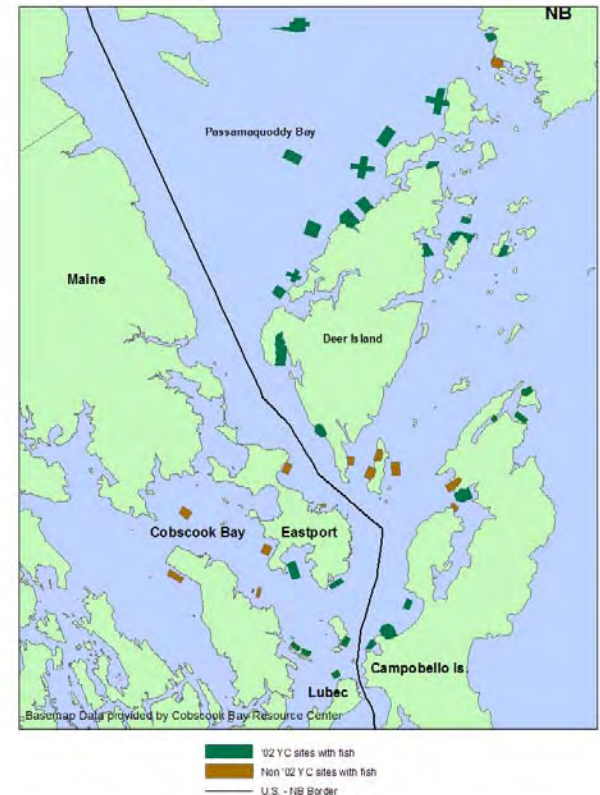 NB
Passamaquoddy Bay
Maine
Deer Island
Cobscook Bay
Eastport
Campobello Is.
Lubec
Basemap Data provided by Cobscook Bay Resource Center
'02 YC sites with fish
Non '02 YC sites with fish
U.S. - NB Border